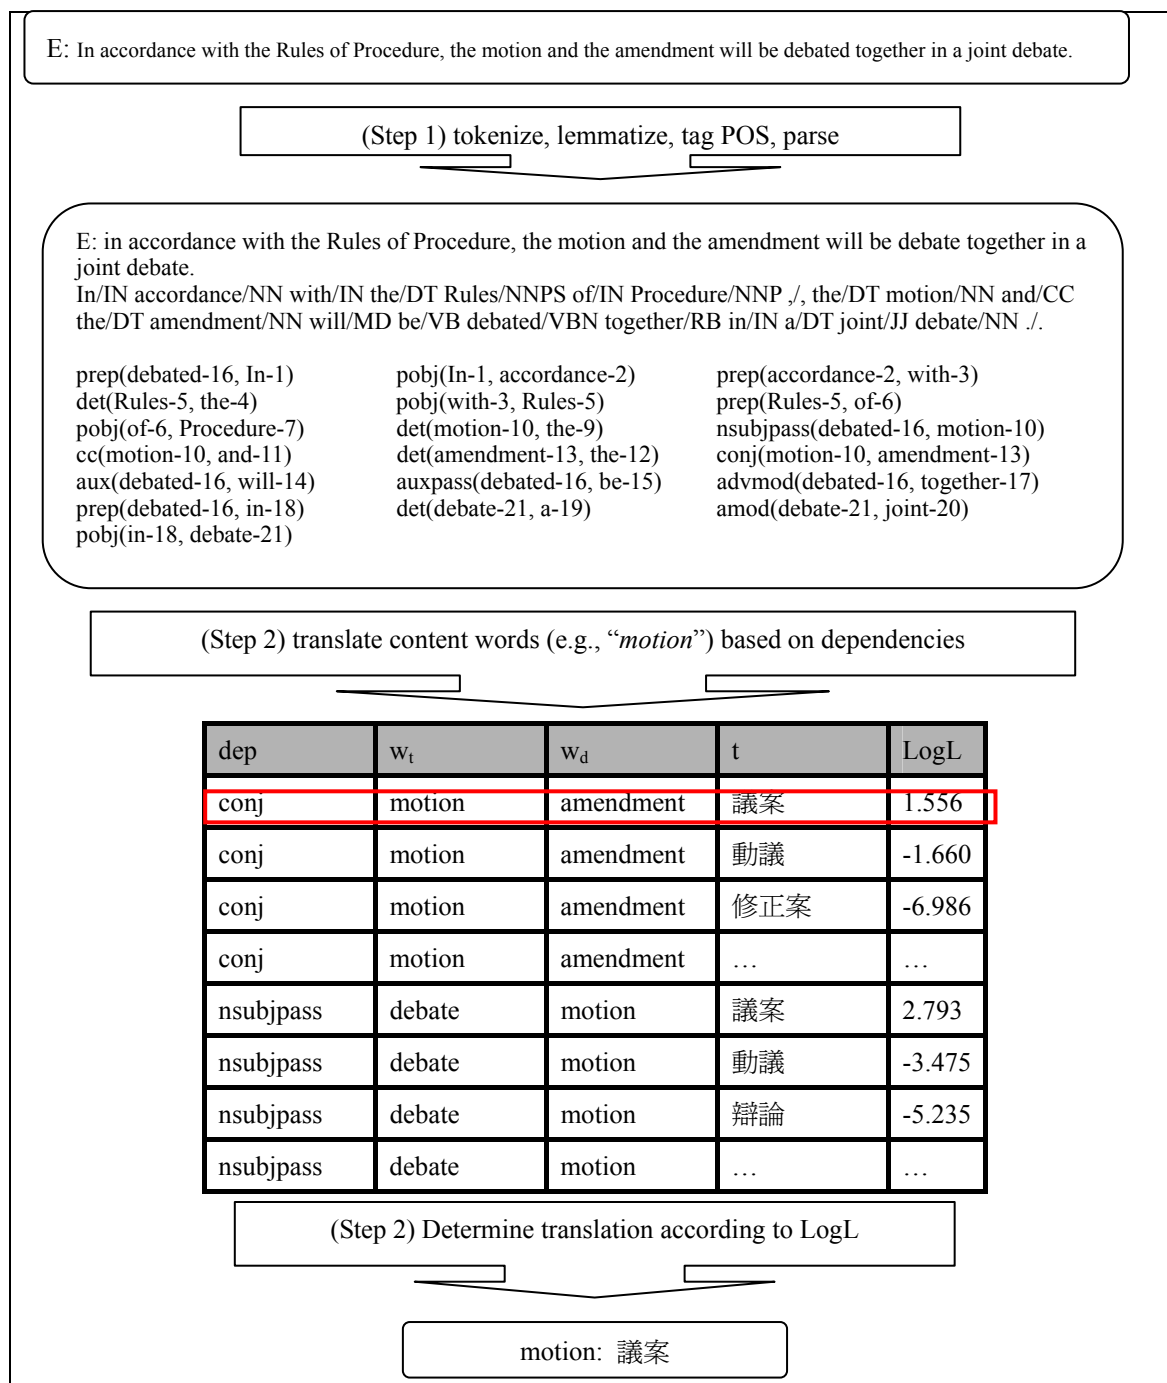 E: In accordance with the Rules of Procedure, the motion and the amendment will be debated together in a joint debate.
(Step 1) tokenize, lemmatize, tag POS, parse
E: in accordance with the Rules of Procedure, the motion and the amendment will be debate together in a
joint debate.
In/IN accordance/NN with/IN the/DT Rules/NNPS of/IN Procedure/NNP ,/, the/DT motion/NN and/CC
the/DT amendment/NN will/MD be/VB debated/VBN together/RB in/IN a/DT joint/JJ debate/NN ./.
prep(debated-16, In-1) pobj(In-1, accordance-2) prep(accordance-2, with-3)
det(Rules-5, the-4) pobj(with-3, Rules-5) prep(Rules-5, of-6)
pobj(of-6, Procedure-7) det(motion-10, the-9) nsubjpass(debated-16, motion-10)
cc(motion-10, and-11) det(amendment-13, the-12) conj(motion-10, amendment-13)
aux(debated-16, will-14) auxpass(debated-16, be-15) advmod(debated-16, together-17)
prep(debated-16, in-18) det(debate-21, a-19) amod(debate-21, joint-20)
pobj(in-18, debate-21)
(Step 2) translate content words (e.g., “motion”) based on dependencies
dep wt wd t LogL
conj motion amendment 議案 1.556
conj motion amendment 動議 -1.660
conj motion amendment 修正案 -6.986
conj motion amendment … …
nsubjpass debate motion 議案 2.793
nsubjpass debate motion 動議 -3.475
nsubjpass debate motion 辯論 -5.235
nsubjpass debate motion … …
(Step 2) Determine translation according to LogL
motion: 議案